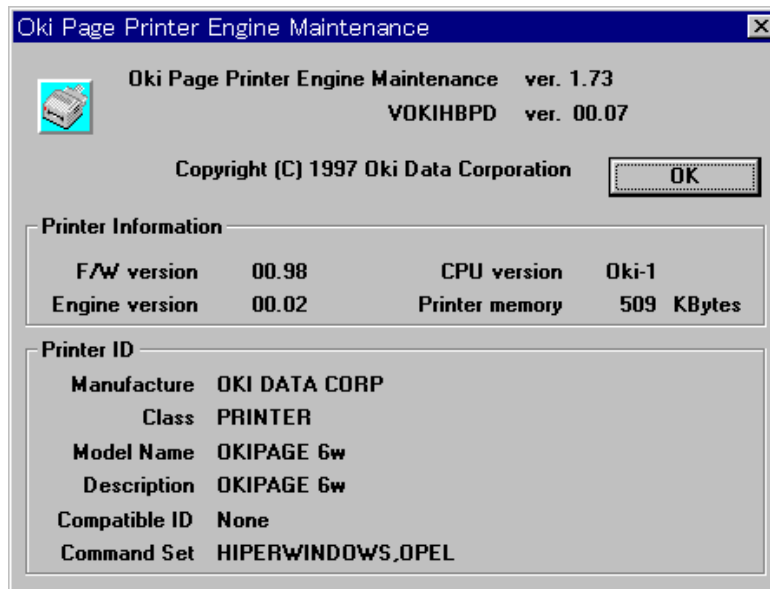 Oki Page Printer Engine Maintenance
Oki Page Printer Engine Maintenance ver. 1.73
VOKIHBPD ver. 00.07
Copyright (C) 1997 Oki Data Corporation OK
Printer Information
F/W version 00.98 CPU version Oki-1
Engine version 00.02 Printer memory 509 KBytes
Printer ID
Manufacture OKI DATA CORP
Class PRINTER
Model Name OKIPAGE 6w
Description OKIPAGE 6w
Compatible ID None
Command Set HIPERWINDOWS,OPEL